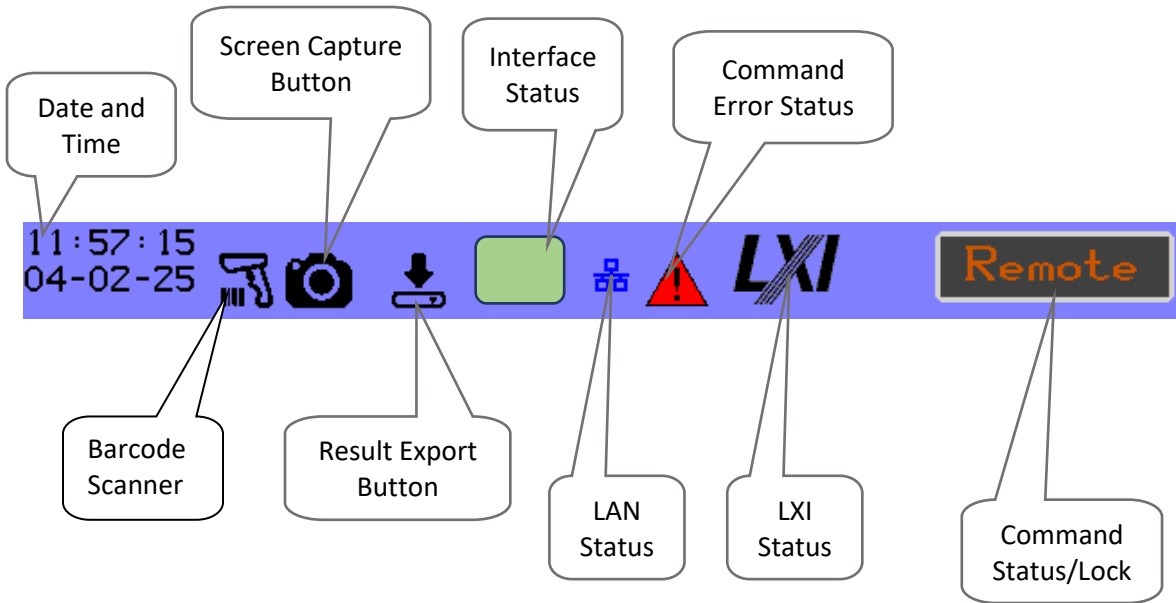 Screen Capture
Button
Interface
Status
Command
Error Status
Date and
Time
11:57:15
04-02-25
LXI
Remote
Barcode
Scanner
Result Export
Button
LAN
Status
LXI
Status
Command
Status/Lock